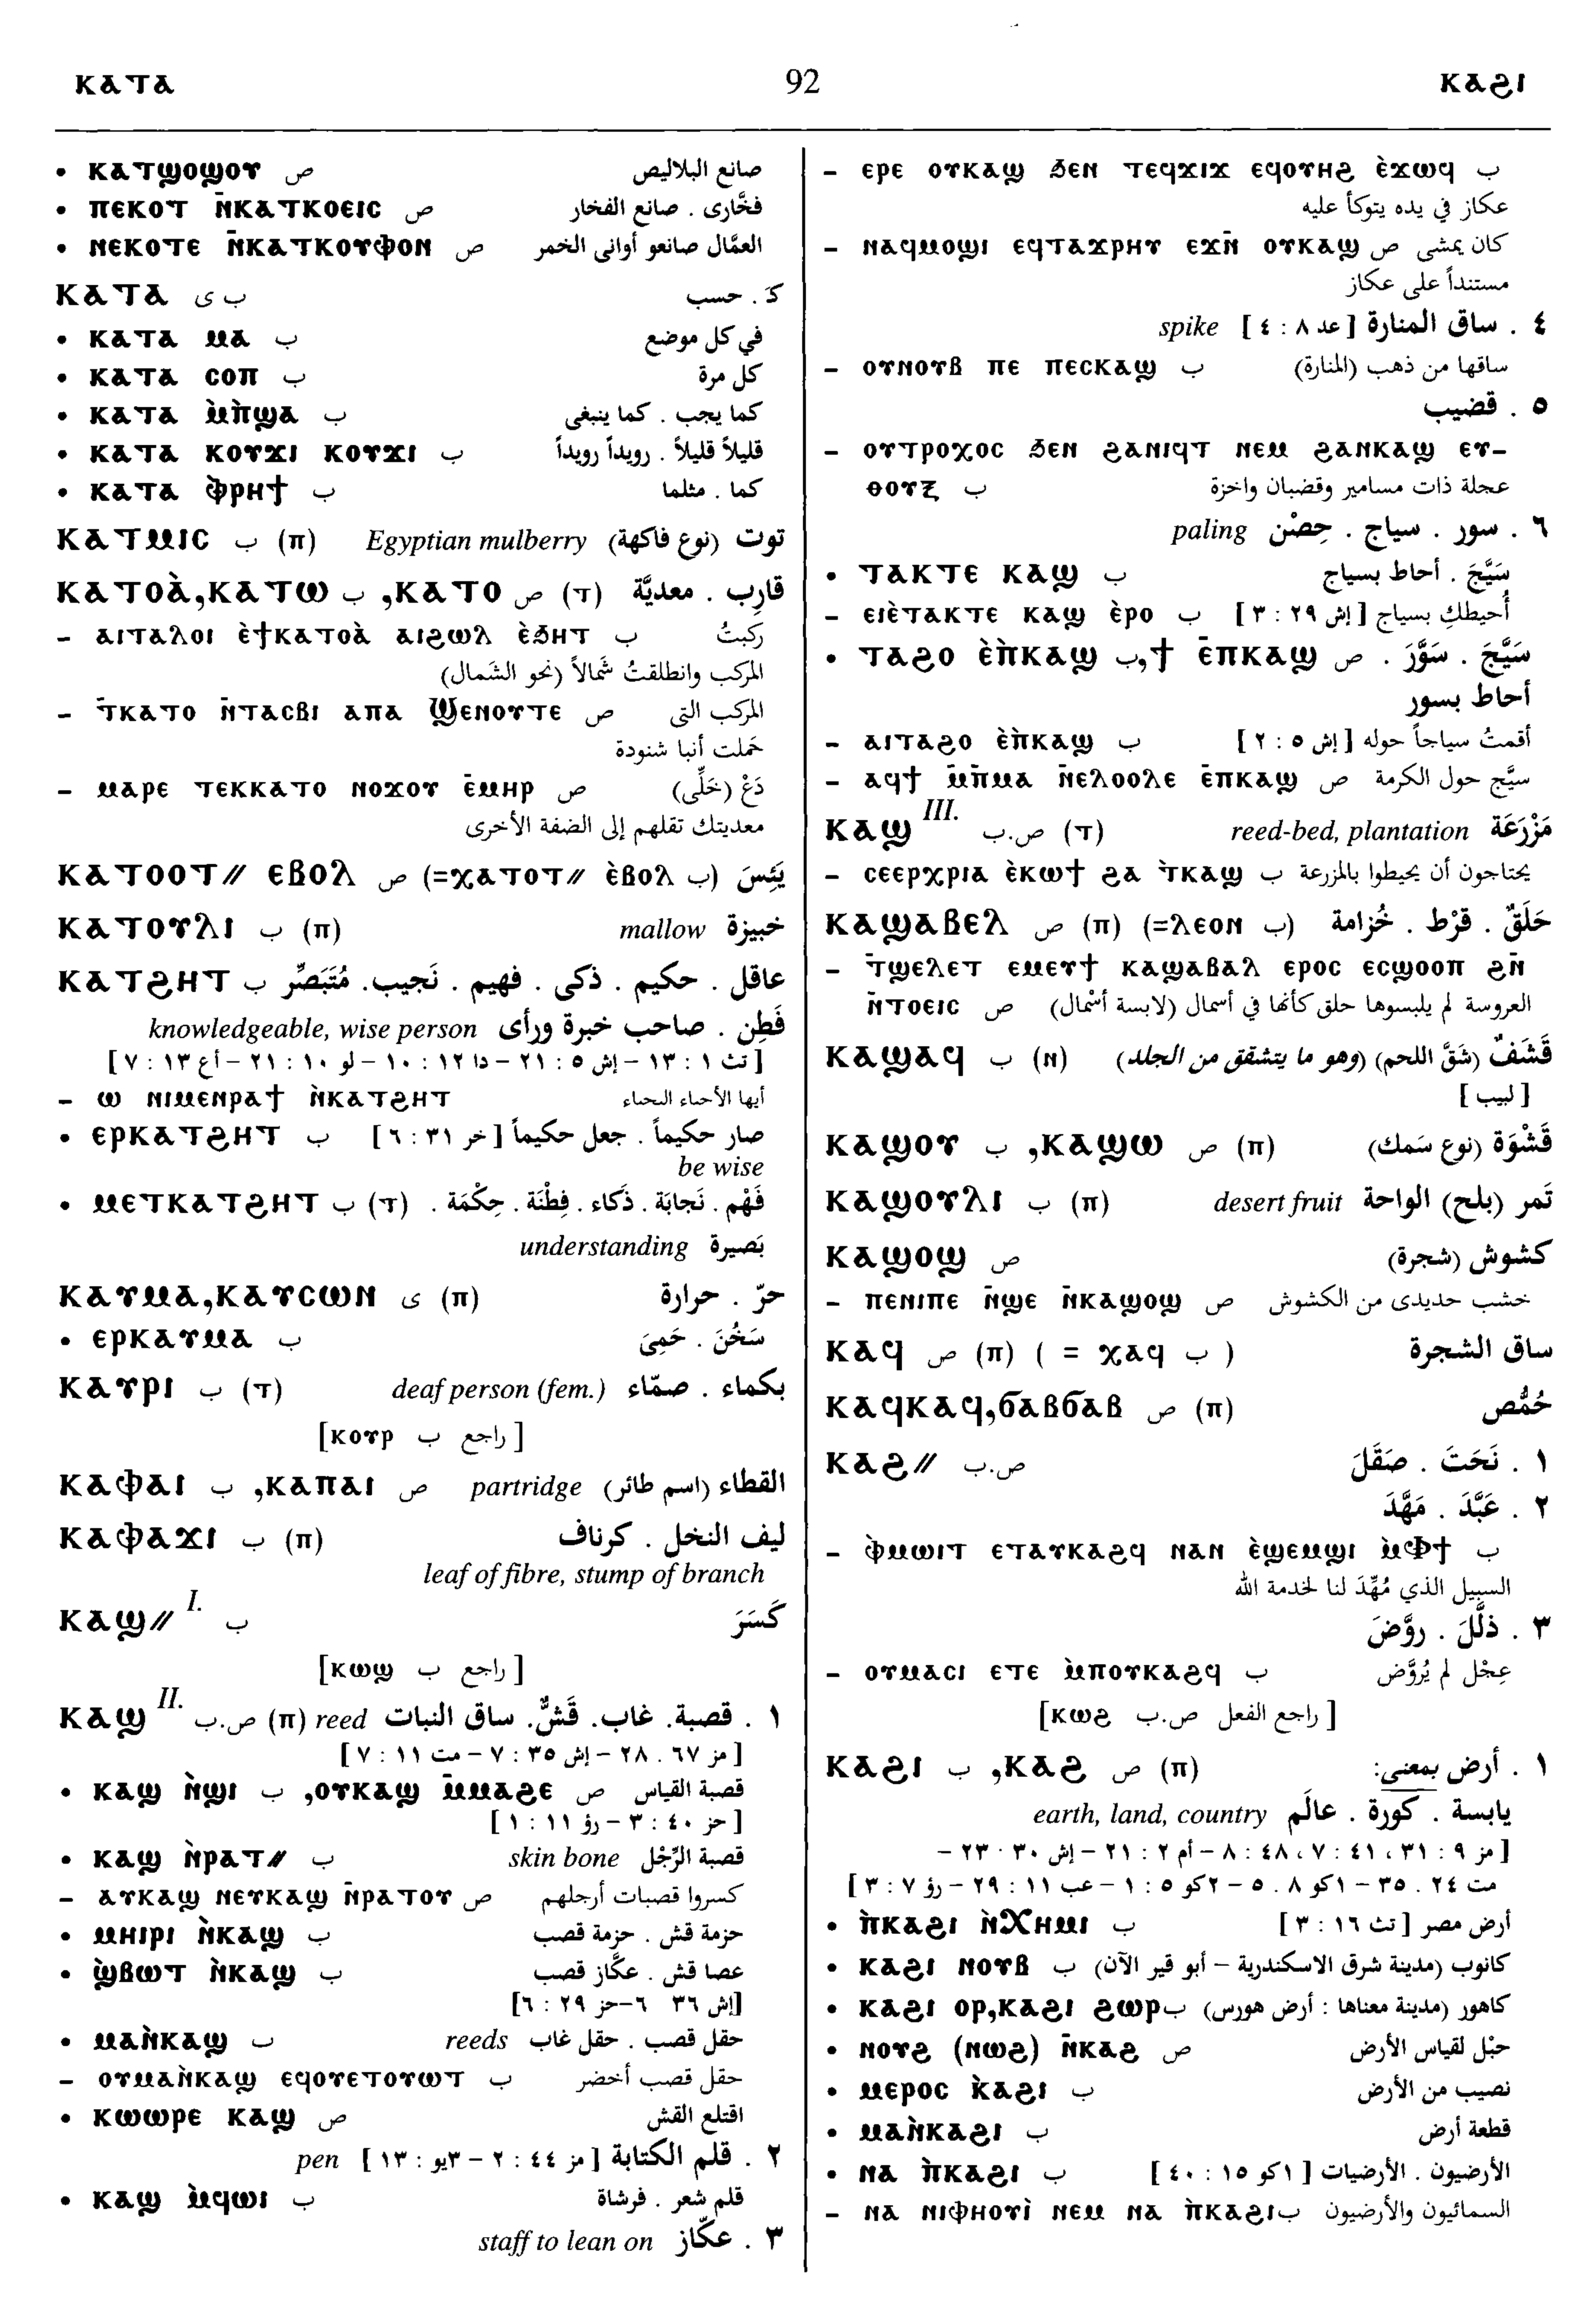 ⲕⲁⲧⲁ 92 ⲕⲁϩⲓ
• ⲕⲁⲧϣⲟϣⲟⲩ ص صانع البلاليص
• ⲡⲉⲕⲟⲧ ⲛ̄ⲕⲁⲧⲕⲟⲉⲓⲥ ص فخَّارى . صانع الفخار
• ⲛⲉⲕⲟⲧⲉ ⲛ̄ⲕⲁⲧⲕⲟⲩⲫⲟⲛ ص العمَّال صانعو أوانى الخمر
ⲕⲁⲧⲁ ب ى كَـ . حسب
• ⲕⲁⲧⲁ ⲙⲁ ب في كل موضع
• ⲕⲁⲧⲁ ⲥⲟⲡ ب كل مرة
• ⲕⲁⲧⲁ ⲙ̀ⲡ̀ϣⲁ ب كما يجب . كما ينبغى
• ⲕⲁⲧⲁ ⲕⲟⲩϫⲓ ⲕⲟⲩϫⲓ ب قليلاً قليلاً . رويداً رويداً
• ⲕⲁⲧⲁ ⲫ̀ⲣⲏϯ ب كما . مثلما
ⲕⲁⲧⲙⲓⲥ ب (ⲡ) Egyptian mulberry توت (نوع فاكهة)
ⲕⲁⲧⲟⲁ̀,ⲕⲁⲧⲱ ب ,ⲕⲁⲧⲟ ص (ⲧ) قارِب . معديَّة
– ⲁⲓⲧⲁⲗⲟⲓ ⲉ̀ϯⲕⲁⲧⲟⲁ̀ ⲁⲓϩⲱⲗ ⲉ̀ϧⲏⲧ ب ركبتُ
المركب وانطلقتُ شَمالاً (نحو الشَمال)
– ⲧ̄ⲕⲁⲧⲟ ⲛ̄ⲧⲁⲥⲃⲓ ⲁⲡⲁ Ϣⲉⲛⲟⲩⲧⲉ ص المركب التى
حَملت أنبا شنودة
– ⲙⲁⲣⲉ ⲧⲉⲕⲕⲁⲧⲟ ⲛⲟϫⲟⲩ ⲉ̄ⲙⲏⲣ ص دَعْ (خَلِّى)
معديتك تقلهم إلى الضفة الأخرى
ⲕⲁⲧⲟⲟⲧ// ⲉⲃⲟⲗ ص (=ⲭⲁⲧⲟⲧ// ⲉ̀ⲃⲟⲗ ب) يَئِسَ
ⲕⲁⲧⲟⲩⲗⲓ ب (ⲡ) mallow خبيزة
ⲕⲁⲧϩⲏⲧ ب عاقل . حكيم . ذكى . فهيم . نَجيب. مُتَبَصِّر
فَطِن . صاحب خبرة ورأى knowledgeable, wise person
[تث ١ : ١٣ – إش ٥ : ٢١ – دا ١٢ : ١٠ – لو ١٠ : ٢١ – أع ١٣ : ٧]
– ⲱ ⲛⲓⲙⲉⲛⲣⲁϯ ⲛ̀ⲕⲁⲧϩⲏⲧ أيها الأحباء
• ⲉⲣⲕⲁⲧϩⲏⲧ ب صار حكيماً . جعل حكيماً [خر ٣١ : ٦]
be wise
• ⲙⲉⲧⲕⲁⲧϩⲏⲧ ب (ⲧ) فَهْم . نَجابَة . ذَكاء . فِطْنَة . حِكْمَة .
بَصيرة understanding
ⲕⲁⲩⲙⲁ,ⲕⲁⲩⲥⲱⲛ ى (ⲡ) حرّ . حرارة
• ⲉⲣⲕⲁⲩⲙⲁ ب سَخُنَ . حَمِىَ
ⲕⲁⲩⲣⲓ ب (ⲧ) deaf person (fem.) بكماء . صمّاء
[راجع ب ⲕⲟⲩⲣ]
ⲕⲁⲫⲁⲓ ب ,ⲕⲁⲡⲁⲓ ص partridge القطاء (اسم طائر)
ⲕⲁⲫⲁϫⲓ ب (ⲡ) ليف النخل . كرناف
leaf of fibre, stump of branch
ⲕⲁϣ// I. ب كَسَرَ
[راجع ب ⲕⲱϣ]
ⲕⲁϣ II. ص.ب (ⲡ) reed ١ . قصبة. غاب. قَشٌّ. ساق النبات
[مز ٦٧ . ٢٨ – إش ٣٥ : ٧ – مت ١١ : ٧]
• ⲕⲁϣ ⲛ̀ϣⲓ ب ,ⲟⲩⲕⲁϣ ⲙ̄ⲙⲁϩⲉ ص قصبة القياس
[حز ٤٠ : ٣ – رؤ ١١ : ١]
• ⲕⲁϣ ⲛ̀ⲣⲁⲧ// ب skin bone قصبة الرِّجْل
– ⲁⲩⲕⲁϣ ⲛⲉⲩⲕⲁϣ ⲛ̄ⲣⲁⲧⲟⲩ ص كسروا قصبات أرجلهم
• ⲙⲏⲓⲣⲓ ⲛ̀ⲕⲁϣ ب حزمة قش . حزمة قصب
• ϣ̀ⲃⲱⲧ ⲛ̀ⲕⲁϣ ب عصا قش . عكَّاز قصب
[إش ٣٦ ٦–حز ٢٩ : ٦]
• ⲙⲁⲛ̀ⲕⲁϣ ب reeds حقل قصب . حقل غاب
– ⲟⲩⲙⲁⲛ̀ⲕⲁϣ ⲉϥⲟⲩⲉⲧⲟⲩⲱⲧ ب حقل قصب أخضر
• ⲕⲱⲱⲣⲉ ⲕⲁϣ ص اقتلع القش
٢ . قلم الكتابة [مز ٤٤ : ٢ – ٣يو : ١٣] pen
• ⲕⲁϣ ⲙ̀ϥⲱⲓ ب قلم شعر . فرشاة
٣ . عكّاز staff to lean on
– ⲉⲣⲉ ⲟⲩⲕⲁϣ ϧⲉⲛ ⲧⲉϥϫⲓϫ ⲉϥⲟⲩⲏϩ ⲉ̀ϫⲱϥ ب
عكاز في يده يتوكأ عليه
– ⲛⲁϥⲙⲟϣⲓ ⲉϥⲧⲁϫⲣⲏⲩ ⲉϫⲛ̄ ⲟⲩⲕⲁϣ ص كان يمشى
مستنداً على عكاز
٤ . ساق المنارة [عد ٨ : ٤] spike
– ⲟⲩⲛⲟⲩⲃ ⲡⲉ ⲡⲉⲥⲕⲁϣ ب ساقها من ذهب (المنارة)
٥ . قضيب
– ⲟⲩⲧⲣⲟⲭⲟⲥ ϧⲉⲛ ϩⲁⲛⲓϥⲧ ⲛⲉⲙ ϩⲁⲛⲕⲁϣ ⲉⲩ–
ⲑⲟⲩⲝ ب عجلة ذات مسامير وقضبان واخزة
٦ . سور . سياج . حِصْن paling
• ⲧⲁⲕⲧⲉ ⲕⲁϣ ب سَيَّجَ . أحاط بسياج
– ⲉⲓⲉ̀ⲧⲁⲕⲧⲉ ⲕⲁϣ ⲉ̀ⲣⲟ ب أُحيطكِ بسياج [إش ٢٩ : ٣]
• ⲧⲁϩⲟ ⲉ̀ⲡ̀ⲕⲁϣ ب,ϯ ⲉ̄ⲡⲕⲁϣ ص سَيَّجَ . سَوَّرَ .
أحاط بسور
– ⲁⲓⲧⲁϩⲟ ⲉ̀ⲡ̀ⲕⲁϣ ب أقمتُ سياجاً حوله [إش ٥ : ٢]
– ⲁϥϯ ⲙ̄ⲡⲙⲁ ⲛ̄ⲉⲗⲟⲟⲗⲉ ⲉ̄ⲡⲕⲁϣ ص سيَّج حول الكرمة
ⲕⲁϣ III. ص.ب (ⲧ) reed-bed, plantation مَزْرَعَة
– ⲥⲉⲉⲣⲭⲣⲓⲁ ⲉ̀ⲕⲱϯ ϩⲁ ⲧ̀ⲕⲁϣ ب يحتاجون أن يحيطوا بالمزرعة
ⲕⲁϣⲁⲃⲉⲗ ص (ⲡ) (=ⲗⲉⲟⲛ ب) حَلَقٌ . قرْط . خُزامة
– ⲧ̄ϣⲉⲗⲉⲧ ⲉⲙⲉⲩϯ ⲕⲁϣⲁⲃⲁⲗ ⲉⲣⲟⲥ ⲉⲥϣⲟⲟⲡ ϩⲛ̄
ⲛ̄ⲧⲟⲉⲓⲥ ص العروسة لم يلبسوها حلق كأنها في أسمال (لابسة أسْمال)
ⲕⲁϣⲁϥ ب (ⲛ) قَشَفٌ (شَقَّ اللحم) (وهو ما يتشقق من الجلد)
[لبيب]
ⲕⲁϣⲟⲩ ب ,ⲕⲁϣⲱ ص (ⲡ) قَشْوَة (نوع سَمك)
ⲕⲁϣⲟⲩⲗⲓ ب (ⲡ) desert fruit تَمر (بلح) الواحة
ⲕⲁϣⲟϣ ص كشوش (شجرة)
– ⲡⲉⲛⲓⲡⲉ ⲛ̄ϣⲉ ⲛ̄ⲕⲁϣⲟϣ ص خشب حديدى من الكشوش
ⲕⲁϥ ص (ⲡ) ( = ⲭⲁϥ ب ) ساق الشجرة
ⲕⲁϥⲕⲁϥ,ϭⲁⲃϭⲁⲃ ص (ⲡ) حُمُّص
ⲕⲁϩ// ص.ب ١ . نَحَتَ . صَقَلَ
٢ . عَبَّدَ . مَهَّدَ
– ⲫ̀ⲙⲱⲓⲧ ⲉⲧⲁⲩⲕⲁϩϥ ⲛⲁⲛ ⲉ̀ϣⲉⲙϣⲓ ⲙ̀Ⲫϯ ب
السبيل الذي مُهِّدَ لنا لخدمة الله
٣ . ذلَّلَ . روَّضَ
– ⲟⲩⲙⲁⲥⲓ ⲉⲧⲉ ⲙ̀ⲡⲟⲩⲕⲁϩϥ ب عِجْل لم يُروَّض
[راجع الفعل ص.ب ⲕⲱϩ]
ⲕⲁϩⲓ ب ,ⲕⲁϩ ص (ⲡ) ١ . أرض بمعنى:
يابسة . كورة . عالَم earth, land, country
[مز ٩ : ٣١ ، ٤١ : ٧ ، ٤٨ : ٨ – أم ٢ : ٢١ – إش ٣٠ ٢٣ –
مت ٢٤ . ٣٥ – ١كو ٨ . ٥ – ٢كو ٥ : ١ – عب ١١ : ٢٩ – رؤ ٧ : ٣]
• ⲡ̀ⲕⲁϩⲓ ⲛ̀Ⲭⲏⲙⲓ ب أرض مصر [تث ١٦ : ٣]
• ⲕⲁϩⲓ ⲛⲟⲩⲃ ب كانوب (مدينة شرق الاسكندرية – أبو قير الآن)
• ⲕⲁϩⲓ ⲟⲣ,ⲕⲁϩⲓ ϩⲱⲣ ب كاهور (مدينة معناها : أرض هورس)
• ⲛⲟⲩϩ (ⲛⲱϩ) ⲛ̄ⲕⲁϩ ص حبْل لقياس الأرض
• ⲙⲉⲣⲟⲥ ⲕ̀ⲁϩⲓ ب نصيب من الأرض
• ⲙⲁⲛ̀ⲕⲁϩⲓ ب قطعة أرض
• ⲛⲁ ⲡ̀ⲕⲁϩⲓ ب الأرضيون . الأرضيات [١كو ١٥ : ٤٠]
– ⲛⲁ ⲛⲓⲫⲏⲟⲩⲓ̀ ⲛⲉⲙ ⲛⲁ ⲡ̀ⲕⲁϩⲓ ب السمائيون والأرضيون